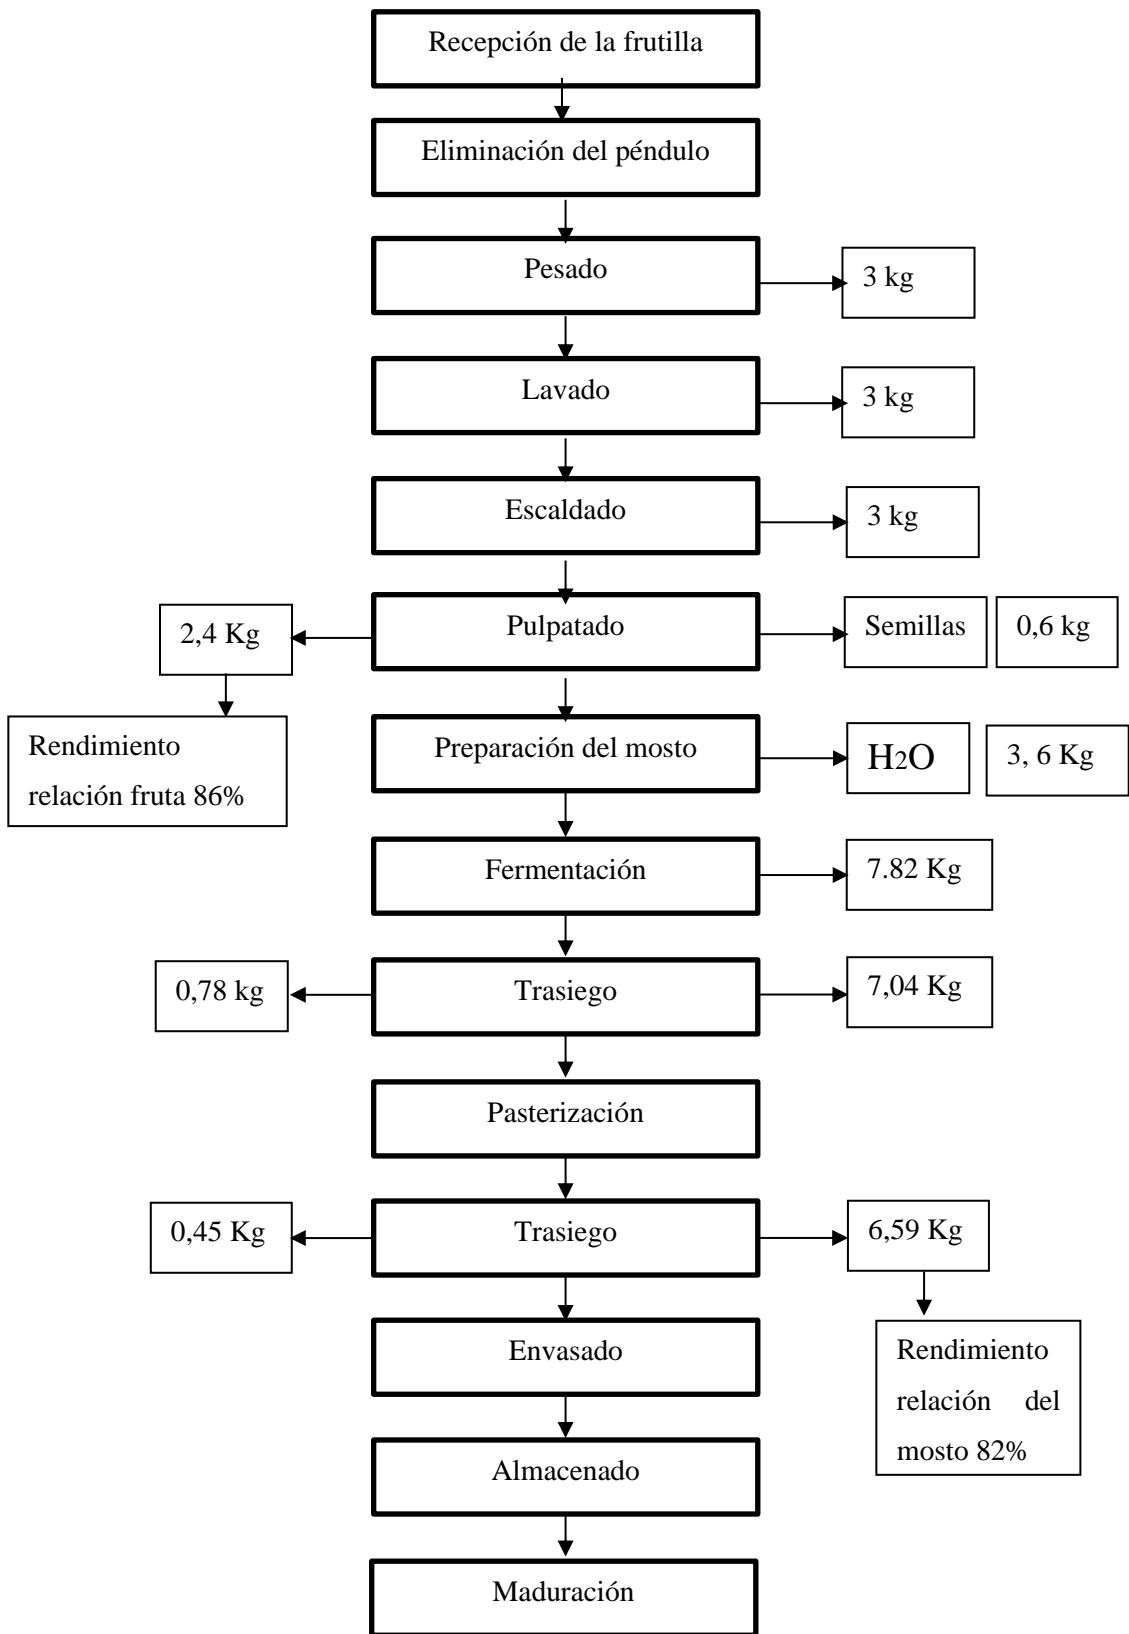 Recepción de la frutilla
Eliminación del péndulo
Pesado
3 kg
Lavado
3 kg
Escaldado
3 kg
2,4 Kg
Pulpatado
Semillas
0,6 kg
Rendimiento
relación fruta 86%
Preparación del mosto
H2O
3, 6 Kg
Fermentación
7.82 Kg
0,78 kg
Trasiego
7,04 Kg
Pasterización
0,45 Kg
Trasiego
6,59 Kg
Envasado
Rendimiento
relación del
mosto 82%
Almacenado
Maduración